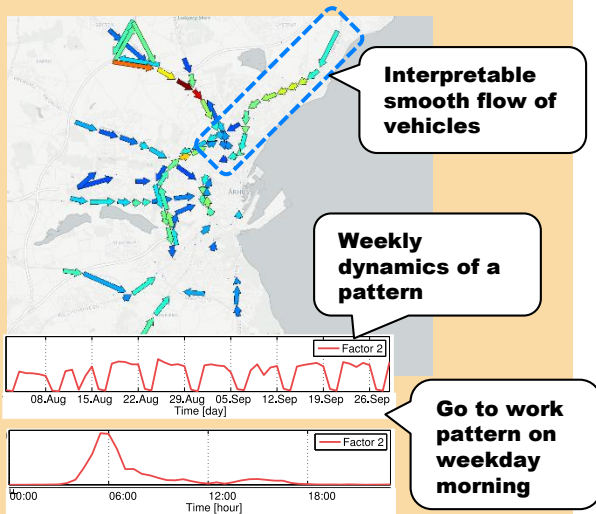 Interpretable
smooth flow of
vehicles
Weekly
dynamics of a
pattern
Factor 2
08.Aug 15.Aug 22.Aug 29.Aug 05.Sep 12.Sep 19.Sep 26.Sep
Time [day]
Go to work
pattern on
weekday
morning
Factor 2
00:00 06:00 12:00 18:00
Time [hour]